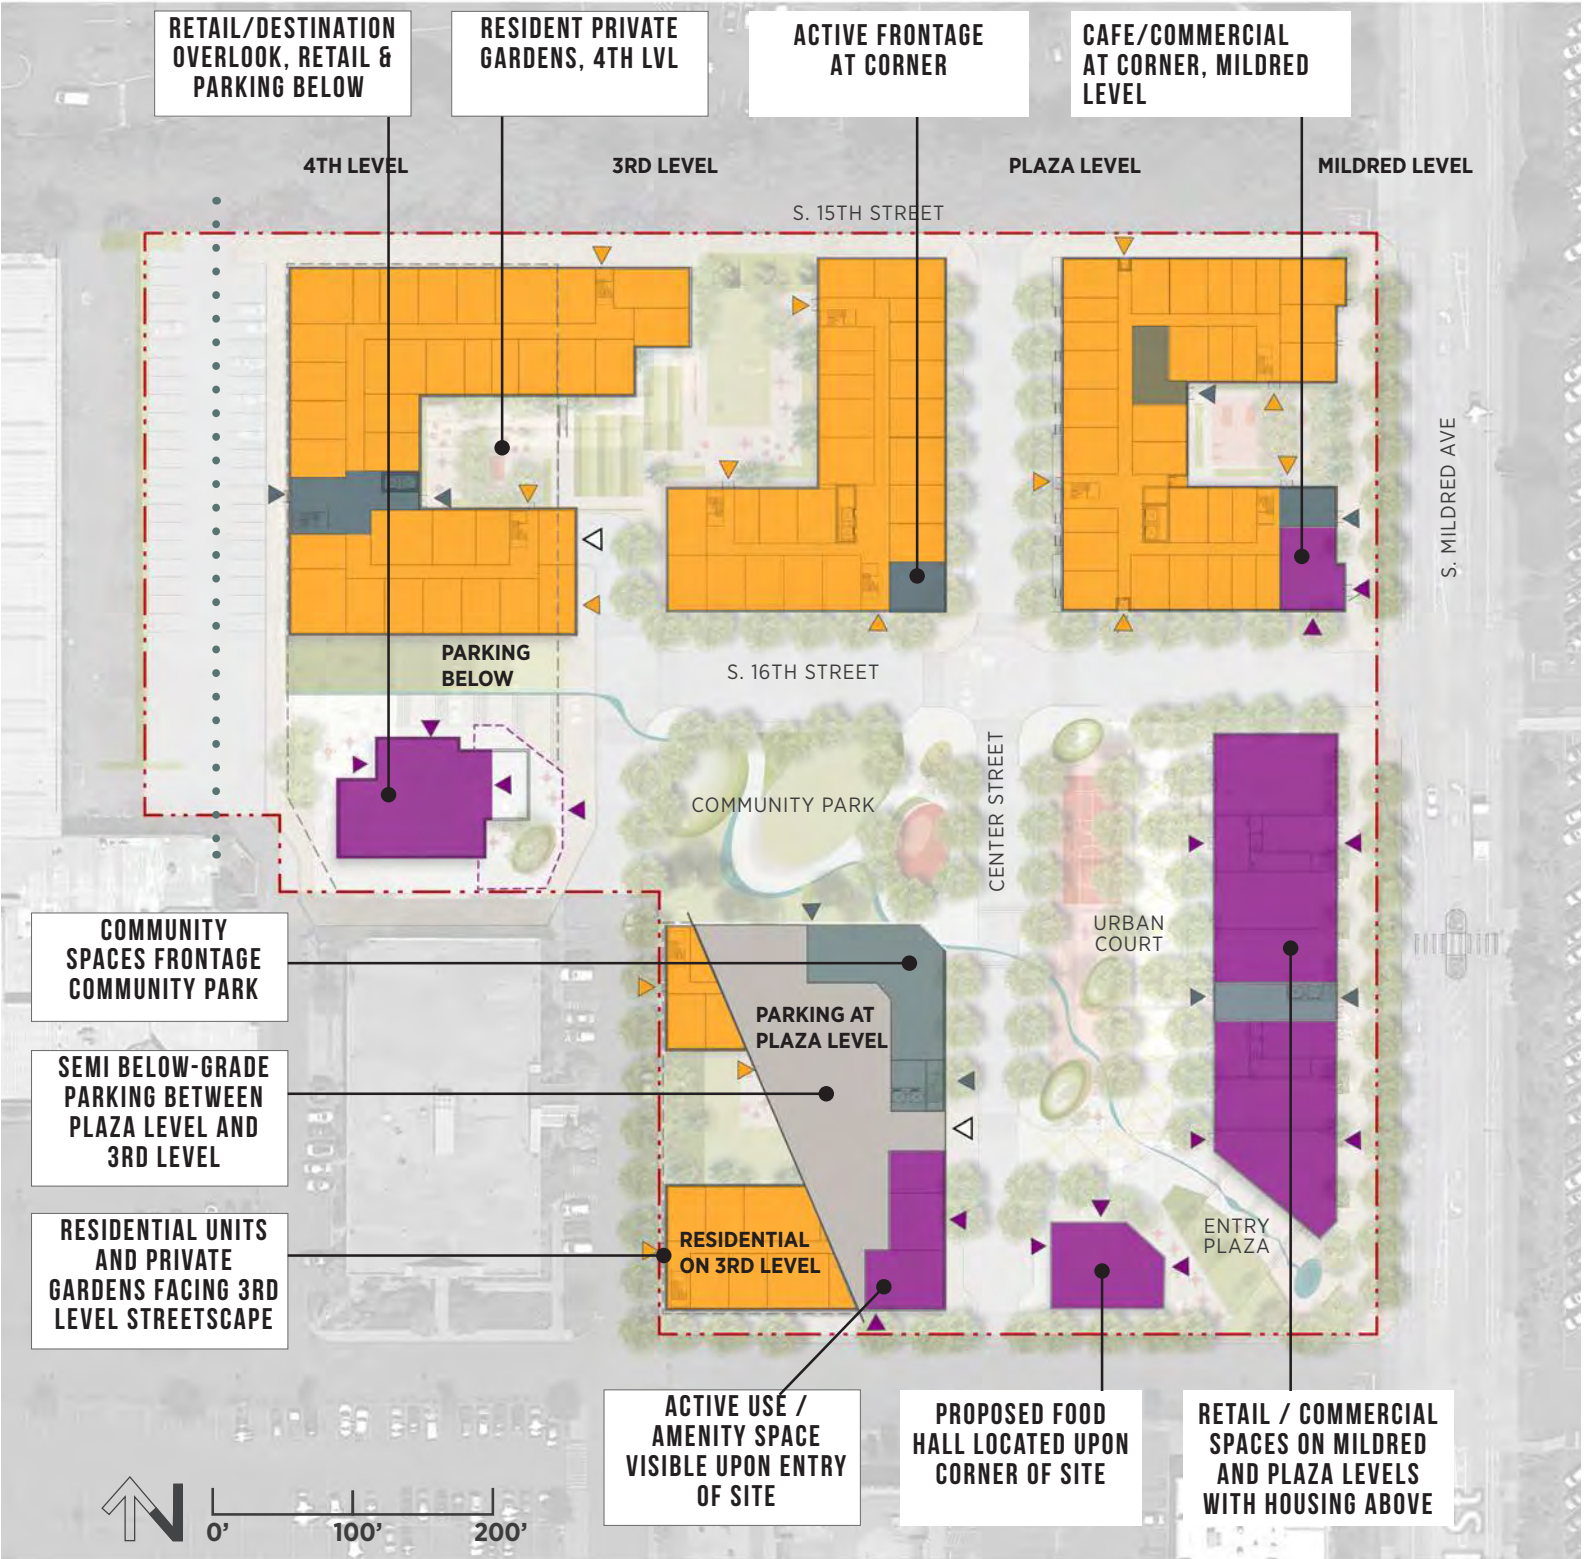 RETAIL/DESTINATION
OVERLOOK, RETAIL &
PARKING BELOW
RESIDENT PRIVATE
GARDENS, 4TH LVL
ACTIVE FRONTAGE
AT CORNER
CAFE/COMMERCIAL
AT CORNER, MILDRED
LEVEL
4TH LEVEL
3RD LEVEL
PLAZA LEVEL
MILDRED LEVEL
S. 15TH STREET
S. MILDRED AVE
PARKING
BELOW
S. 16TH STREET
CENTER STREET
COMMUNITY PARK
URBAN
COURT
COMMUNITY
SPACES FRONTAGE
COMMUNITY PARK
PARKING AT
PLAZA LEVEL
SEMI BELOW-GRADE
PARKING BETWEEN
PLAZA LEVEL AND
3RD LEVEL
RESIDENTIAL UNITS
AND PRIVATE
GARDENS FACING 3RD
LEVEL STREETSCAPE
RESIDENTIAL
ON 3RD LEVEL
ENTRY
PLAZA
ACTIVE USE /
AMENITY SPACE
VISIBLE UPON ENTRY
OF SITE
PROPOSED FOOD
HALL LOCATED UPON
CORNER OF SITE
RETAIL / COMMERCIAL
SPACES ON MILDRED
AND PLAZA LEVELS
WITH HOUSING ABOVE
N
0' 100' 200'
St